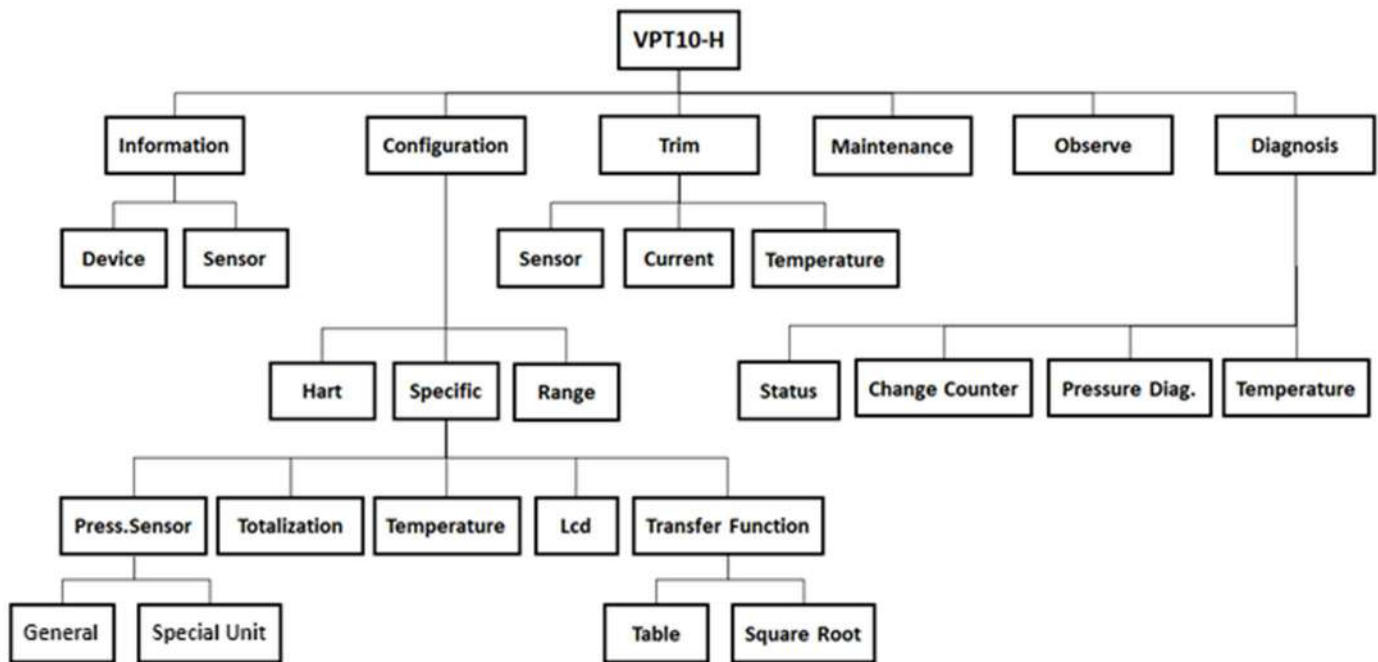 VPT10-H
Information
Configuration
Trim
Maintenance
Observe
Diagnosis
Device
Sensor
Sensor
Current
Temperature
Hart
Specific
Range
Status
Change Counter
Pressure Diag.
Temperature
Press.Sensor
Totalization
Temperature
Lcd
Transfer Function
General
Special Unit
Table
Square Root